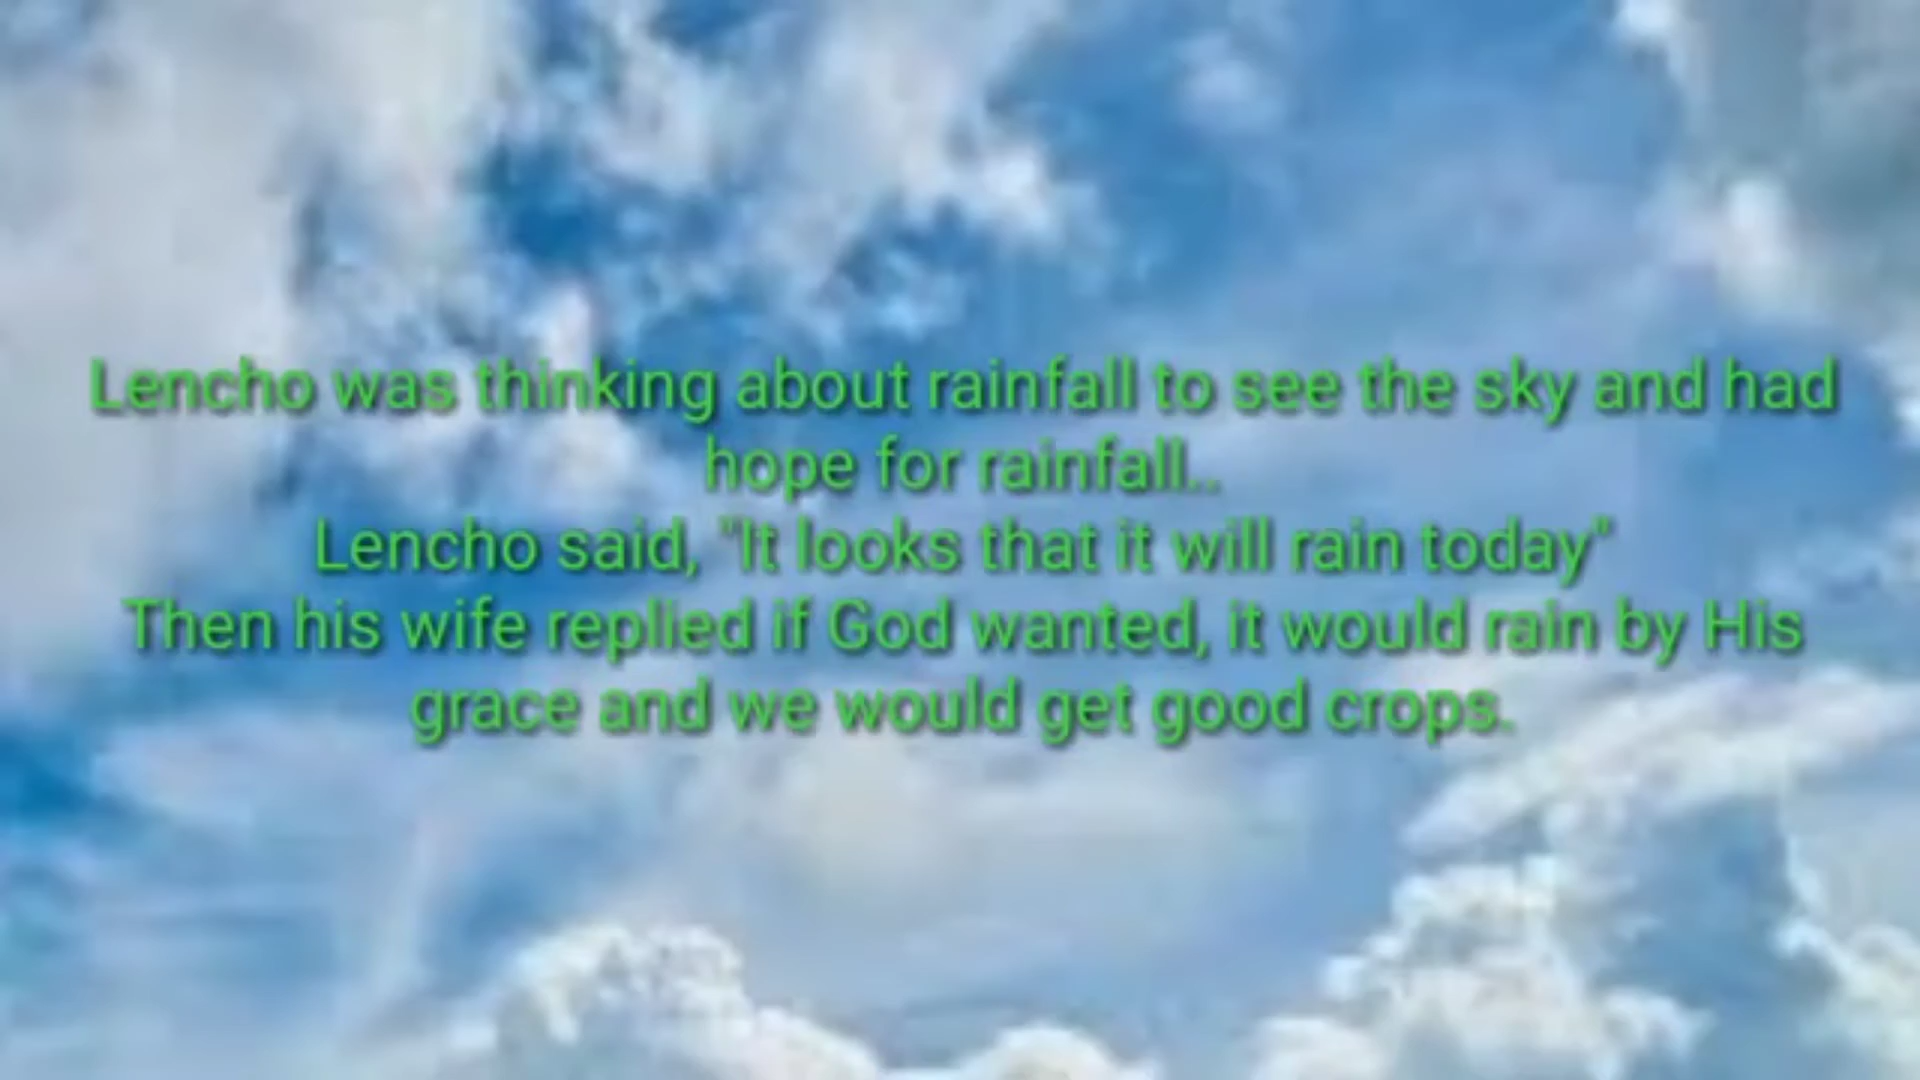 Lencho was thinking about rainfall to see the sky and had
hope for rainfall..
Lencho said, "It looks that it will rain today"
Then his wife replied if God wanted, it would rain by His
grace and we would get good crops.